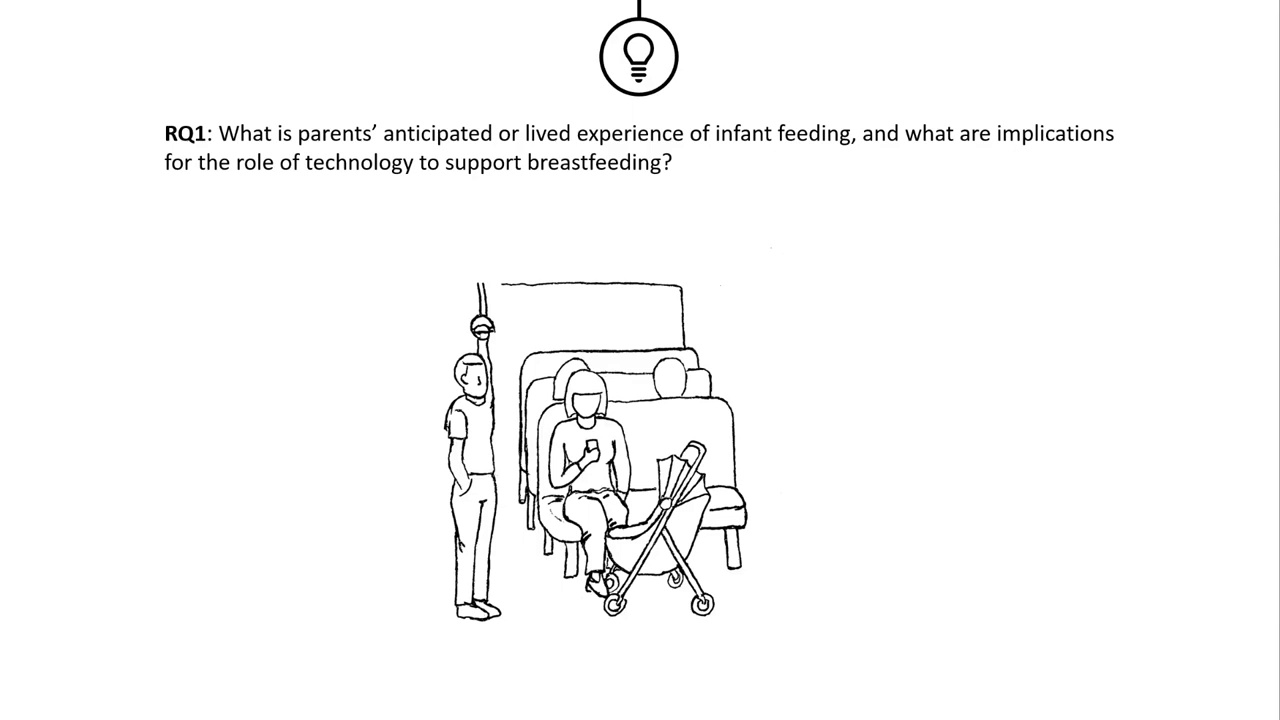 RQ1: What is parents’ anticipated or lived experience of infant feeding, and what are implications
for the role of technology to support breastfeeding?